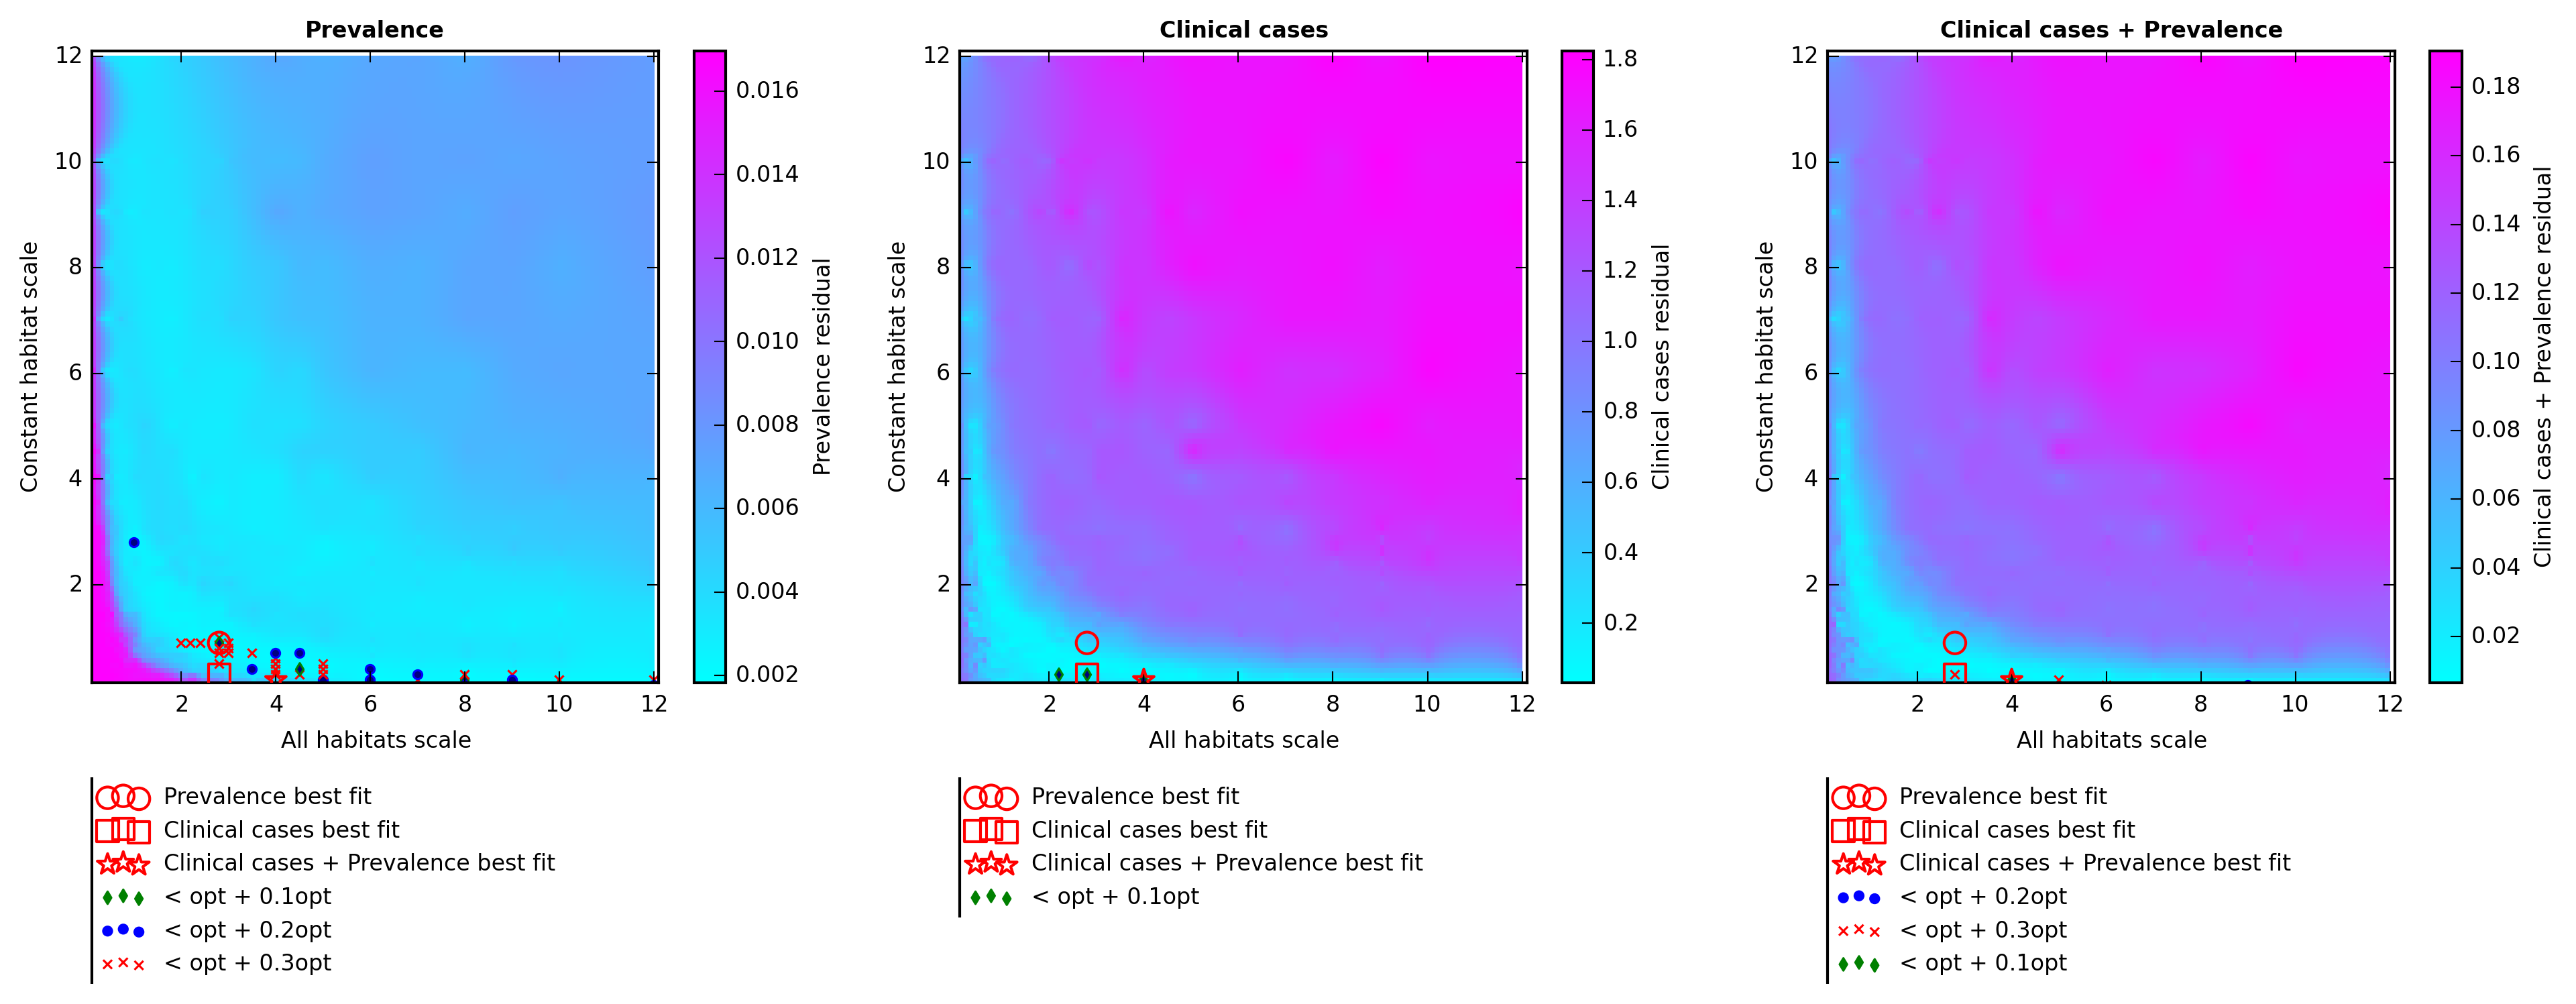 Prevalence
12
10
8
6
4
2
2 4 6 8 10 12
Constant habitat scale
All habitats scale
0.016
0.014
0.012
0.010
0.008
0.006
0.004
0.002
Prevalence residual
Prevalence best fit
Clinical cases best fit
Clinical cases + Prevalence best fit
< opt + 0.1opt
< opt + 0.2opt
< opt + 0.3opt
Clinical cases
12
10
8
6
4
2
2 4 6 8 10 12
Constant habitat scale
All habitats scale
1.8
1.6
1.4
1.2
1.0
0.8
0.6
0.4
0.2
Clinical cases residual
Prevalence best fit
Clinical cases best fit
Clinical cases + Prevalence best fit
< opt + 0.1opt
Clinical cases + Prevalence
12
10
8
6
4
2
2 4 6 8 10 12
Constant habitat scale
All habitats scale
0.18
0.16
0.14
0.12
0.10
0.08
0.06
0.04
0.02
Clinical cases + Prevalence residual
Prevalence best fit
Clinical cases best fit
Clinical cases + Prevalence best fit
< opt + 0.2opt
< opt + 0.3opt
< opt + 0.1opt